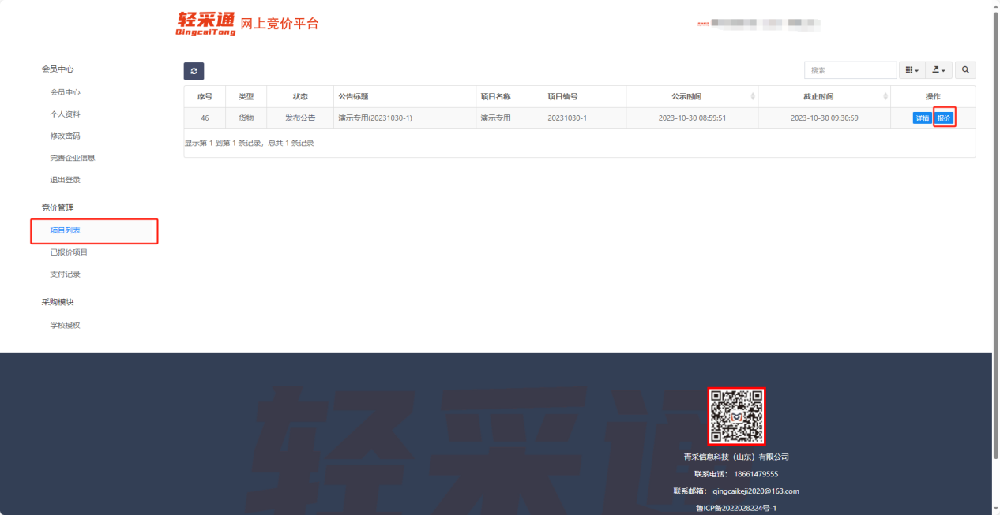 轻采通 网上竞价平台
QingcaiTong
会员中心
会员中心
个人资料
修改密码
完善企业信息
退出登录
竞价管理
项目列表
已报价项目
支付记录
采购模块
学校授权
搜索
序号 类型 状态 公告标题 项目名称 项目编号 公示时间 截止时间 操作
46 货物 发布公告 演示专用(20231030-1) 演示专用 20231030-1 2023-10-30 08:59:51 2023-10-30 09:30:59 详情 报价
显示第 1 到第 1 条记录，总共 1 条记录
轻采通
青采信息科技（山东）有限公司
联系电话： 18661479555
联系邮箱： qingcaikeji2020@163.com
鲁ICP备2022028224号-1